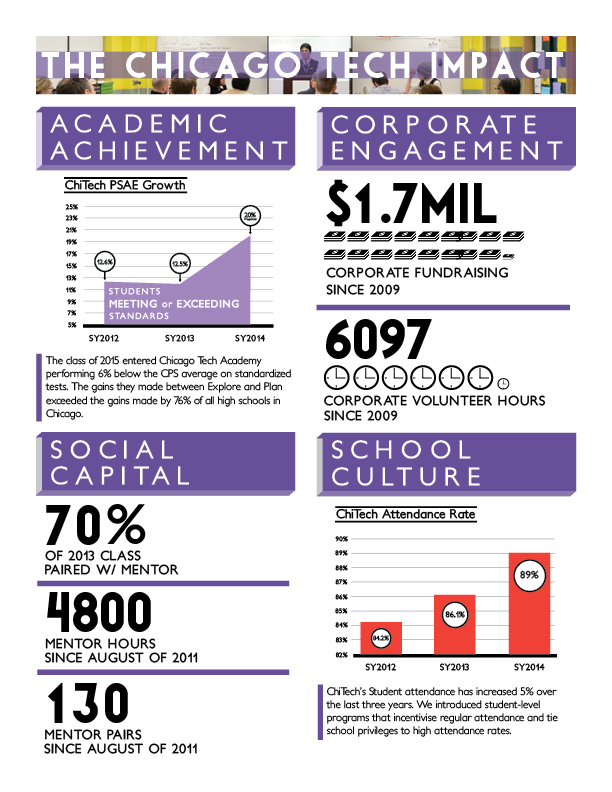 THE CHICAGO TECH IMPACT
ACADEMIC
ACHIEVEMENT
ChiTech PSAE Growth
25%
23%
21%
19%
17%
15%
13%
11%
9%
7%
5%
12.6%
12.5%
20%
STUDENTS
MEETING or EXCEEDING
STANDARDS
SY2012 SY2013 SY2014
The class of 2015 entered Chicago Tech Academy
performing 6% below the CPS average on standardized
tests. The gains they made between Explore and Plan
exceeded the gains made by 76% of all high schools in
Chicago.
CORPORATE
ENGAGEMENT
$1.7MIL
CORPORATE FUNDRAISING
SINCE 2009
6097
CORPORATE VOLUNTEER HOURS
SINCE 2009
SOCIAL
CAPITAL
70%
OF 2013 CLASS
PAIRED W/ MENTOR
4800
MENTOR HOURS
SINCE AUGUST OF 2011
130
MENTOR PAIRS
SINCE AUGUST OF 2011
SCHOOL
CULTURE
ChiTech Attendance Rate
90%
89%
88%
87%
86%
85%
84%
83%
82%
84.2%
86.1%
89%
SY2012 SY2013 SY2014
ChiTech's Student attendance has increased 5% over
the last three years. We introduced student-level
programs that incentivise regular attendance and tie
school privileges to high attendance rates.